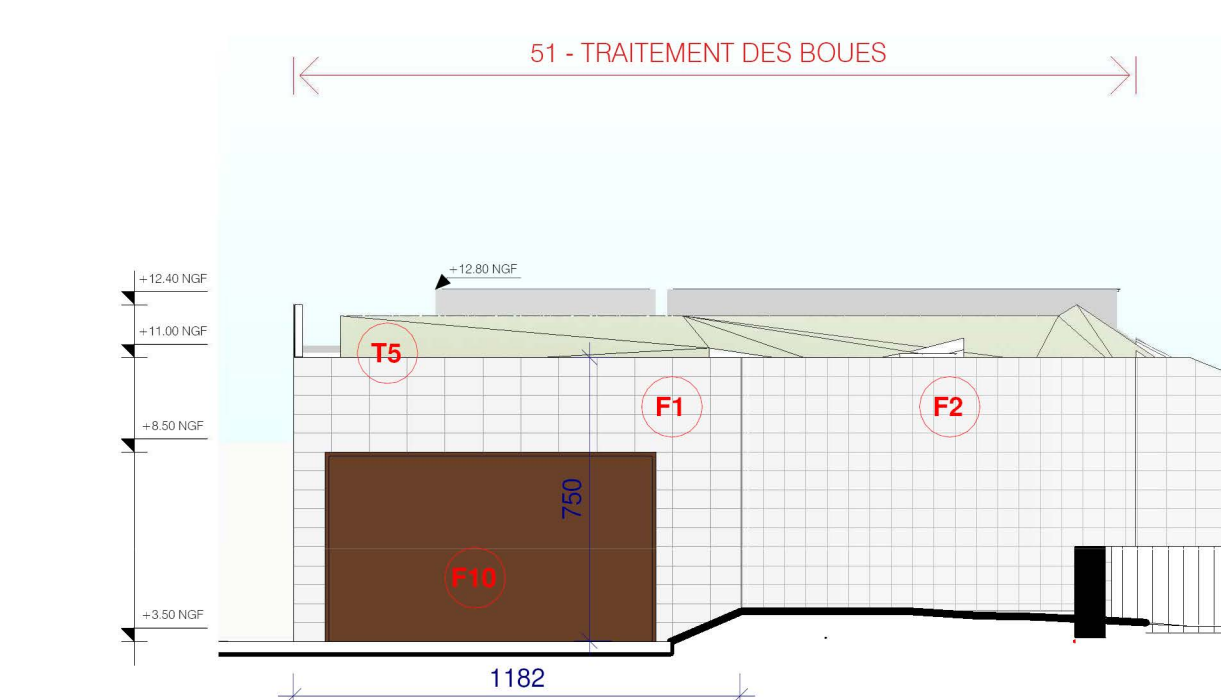 51 - TRAITEMENT DES BOUES
+12.80 NGF
+12.40 NGF
+11.00 NGF
T5
F1
F2
+8.50 NGF
750
F10
+3.50 NGF
1182